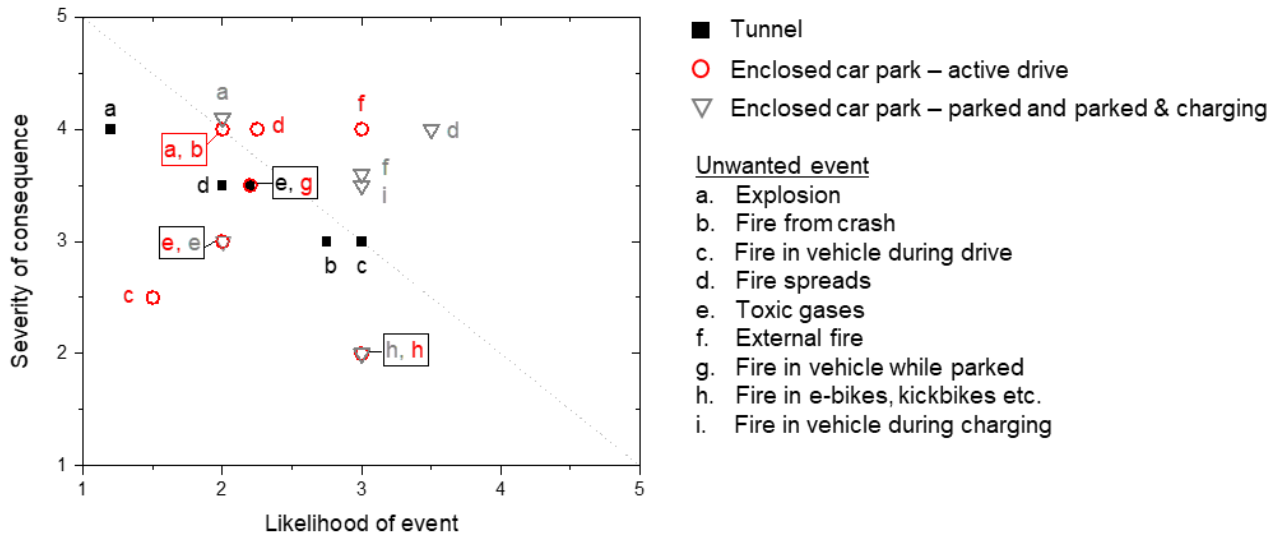 5
4
3
2
1
1
2
3
4
5
Severity of consequence
Likelihood of event
a
a
a, b
d
f
d
d
e, g
f
i
e, e
b
c
c
h, h
Tunnel
Enclosed car park – active drive
Enclosed car park – parked and parked & charging
Unwanted event
a. Explosion
b. Fire from crash
c. Fire in vehicle during drive
d. Fire spreads
e. Toxic gases
f. External fire
g. Fire in vehicle while parked
h. Fire in e-bikes, kickbikes etc.
i. Fire in vehicle during charging